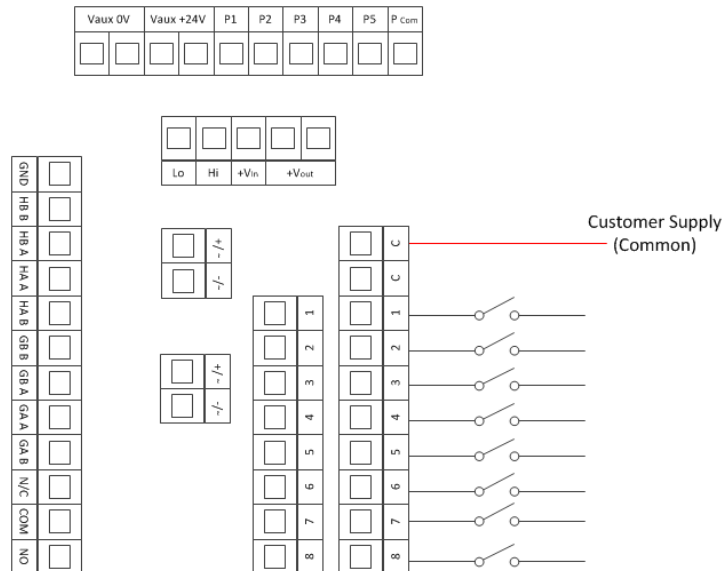 Vaux 0V Vaux +24V P1 P2 P3 P4 P5 P Com
Lo Hi +VIn +Vout
GND
HB B
HB A
HA A
HA B
GB B
GB A
GA A
GA B
N/C
COM
NO
~/+
~/-
~/+
~/-
1
2
3
4
5
6
7
8
C
C
1
2
3
4
5
6
7
8
Customer Supply
(Common)